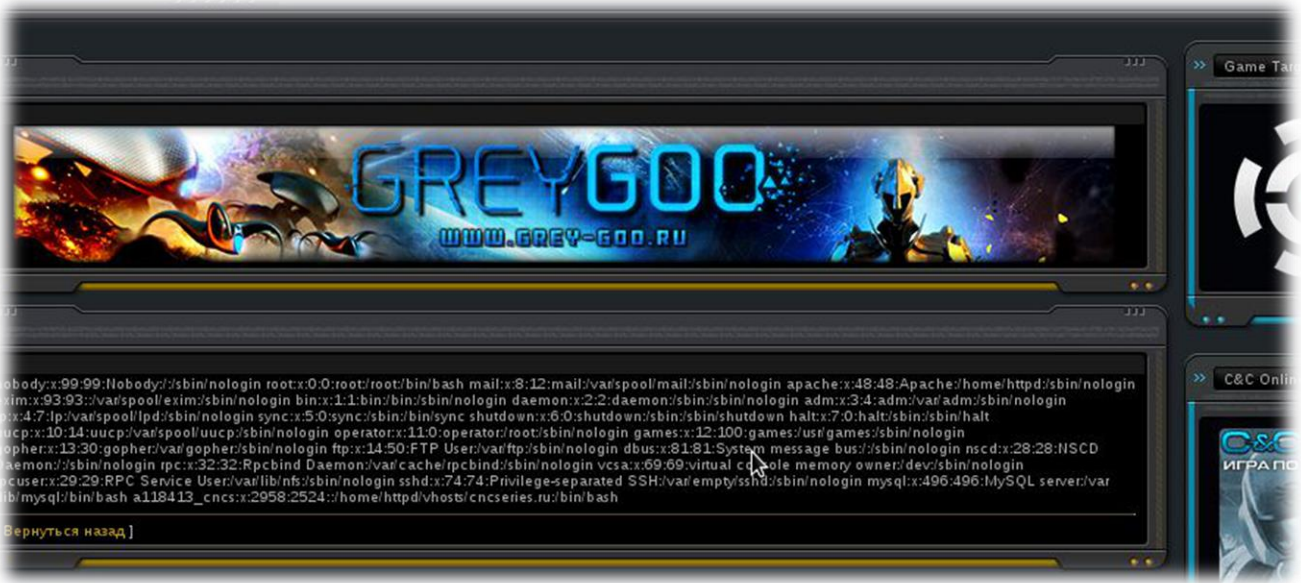 Game Tar
GREYGOO
WWW.GREY-GOO.RU
obody:x:99:99:Nobody:/:/sbin/nologin root:x:0:0:root:/root:/bin/bash mail:x:8:12:mail:/var/spool/mail:/sbin/nologin apache:x:48:48:Apache:/home/httpd:/sbin/nologin
exim:x:93:93::/var/spool/exim:/sbin/nologin bin:x:1:1:bin:/bin:/sbin/nologin daemon:x:2:2:daemon:/sbin:/sbin/nologin adm:x:3:4:adm:/var/adm:/sbin/nologin
p:x:4:7:lp:/var/spool/lpd:/sbin/nologin sync:x:5:0:sync:/sbin:/bin/sync shutdown:x:6:0:shutdown:/sbin:/sbin/shutdown halt:x:7:0:halt:/sbin:/sbin/halt
uucp:x:10:14:uucp:/var/spool/uucp:/sbin/nologin operator:x:11:0:operator:/root:/sbin/nologin games:x:12:100:games:/usr/games:/sbin/nologin
gopher:x:13:30:gopher:/var/gopher:/sbin/nologin ftp:x:14:50:FTP User:/var/ftp:/sbin/nologin dbus:x:81:81:System message bus:/:/sbin/nologin nscd:x:28:28:NSCD
Daemon:/:/sbin/nologin rpc:x:32:32:Rpcbind Daemon:/var/cache/rpcbind:/sbin/nologin vcsa:x:69:69:virtual console memory owner:/dev:/sbin/nologin
pcuser:x:29:29:RPC Service User:/var/lib/nfs:/sbin/nologin sshd:x:74:74:Privilege-separated SSH:/var/empty/sshd:/sbin/nologin mysql:x:496:496:MySQL server:/var
lib/mysql:/bin/bash a118413_cncs:x:2958:2524::/home/httpd/vhosts/cncseries.ru:/bin/bash
Вернуться назад ]
C&C Onlin
C&C
ИГРА ПО